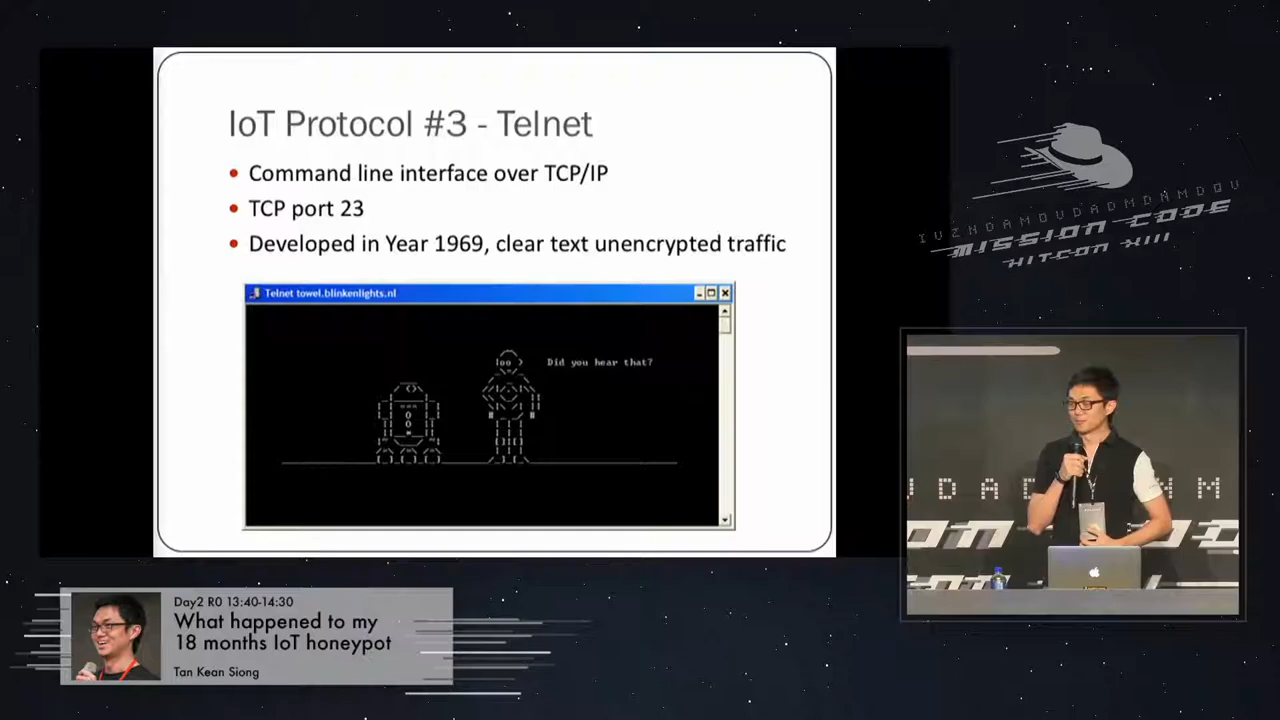 IoT Protocol #3 - Telnet
Command line interface over TCP/IP
TCP port 23
Developed in Year 1969, clear text unencrypted traffic
Telnet towel.blinkenlights.nl
Did you hear that?
MISSION CODE
HITCON XIII
Day2 R0 13:40-14:30
What happened to my
18 months IoT honeypot
Tan Kean Siong